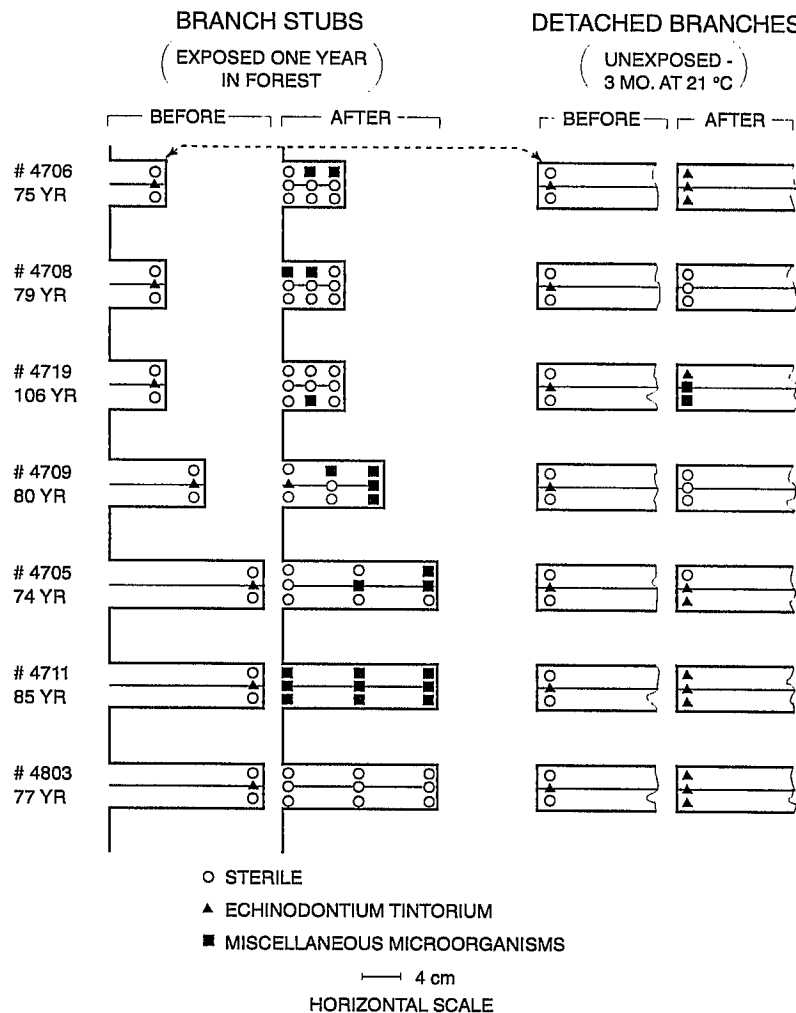 BRANCH STUBS
(EXPOSED ONE YEAR
IN FOREST)
DETACHED BRANCHES
(UNEXPOSED -
3 MO. AT 21 °C)
BEFORE
AFTER
BEFORE
AFTER
# 4706
75 YR
# 4708
79 YR
# 4719
106 YR
# 4709
80 YR
# 4705
74 YR
# 4711
85 YR
# 4803
77 YR
STERILE
ECHINODONTIUM TINTORIUM
MISCELLANEOUS MICROORGANISMS
4 cm
HORIZONTAL SCALE